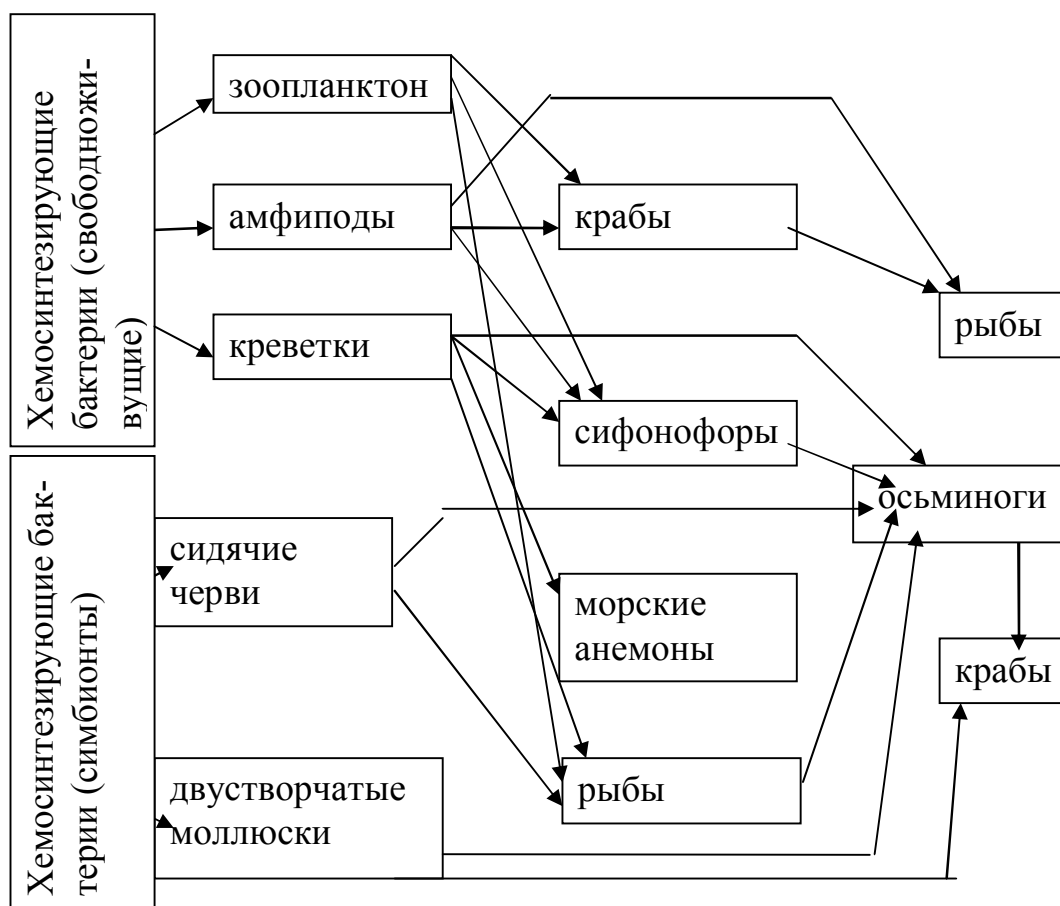 Хемосинтезирующие
бактерии (свободножи-
вущие)
зоопланктон
амфиподы
креветки
крабы
рыбы
сифонофоры
осьминоги
Хемосинтезирующие бак-
терии (симбионты)
сидячие
черви
морские
анемоны
крабы
двустворчатые
моллюски
рыбы